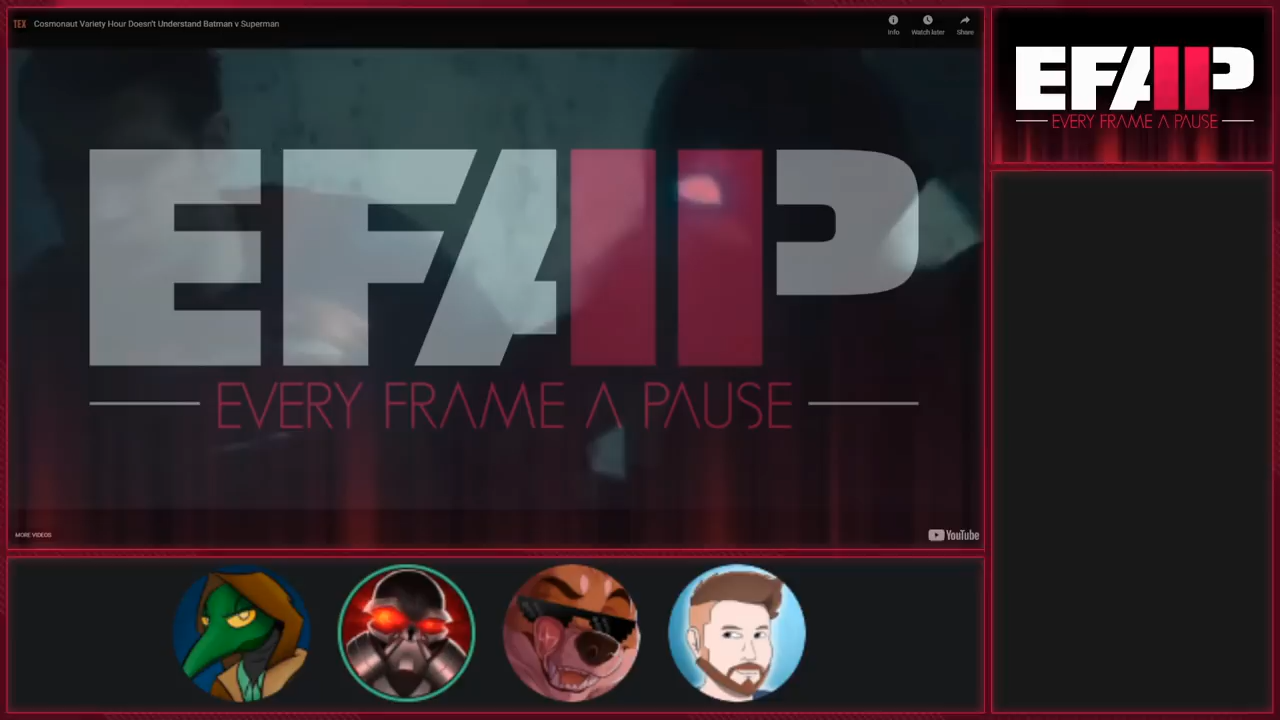 TEK
Cosmonaut Variety Hour Doesn't Understand Batman v Superman
Info
Watch later
Share
EFAP
EVERY FRAME A PAUSE
MORE VIDEOS
YouTube
EFAP
EVERY FRAME A PAUSE